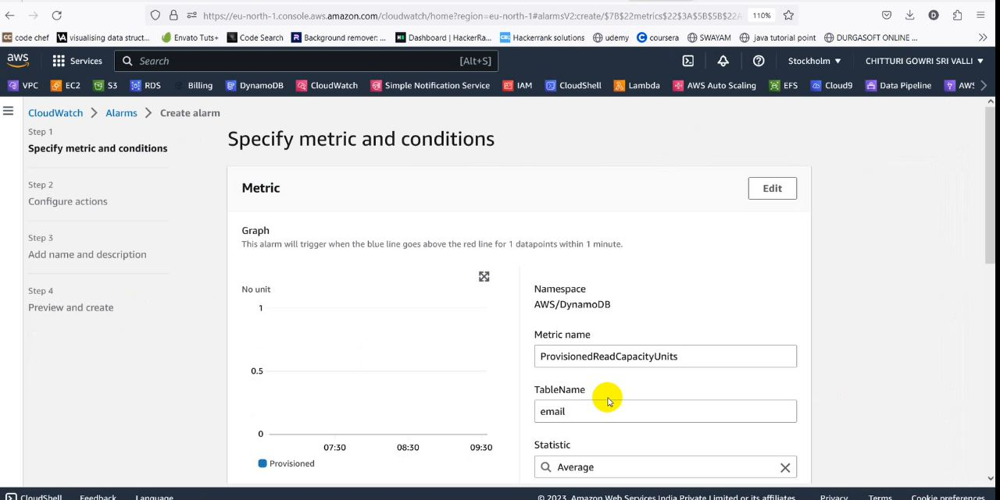 https://eu-north-1.console.aws.amazon.com/cloudwatch/home?region=eu-north-1#alarmsV2:create/$7B$22metrics$22$3A$5B$5B$22A 110%
CC code chef VA visualising data struct... Envato Tuts+ Code Search R Background remover: ... Dashboard | HackerRa... Hackerrank solutions udemy coursera SWAYAM java tutorial point DURGASOFT ONLINE ...
aws Services Search [Alt+S] Stockholm CHITTURI GOWRI SRI VALLI
VPC EC2 S3 RDS Billing DynamoDB CloudWatch Simple Notification Service IAM CloudShell Lambda AWS Auto Scaling EFS Cloud9 Data Pipeline AWS
CloudWatch > Alarms > Create alarm
Step 1
Specify metric and conditions
Step 2
Configure actions
Step 3
Add name and description
Step 4
Preview and create
Specify metric and conditions
Metric
Edit
Graph
This alarm will trigger when the blue line goes above the red line for 1 datapoints within 1 minute.
No unit
1
0.5
0
07:30 08:30 09:30
Provisioned
Namespace
AWS/DynamoDB
Metric name
ProvisionedReadCapacityUnits
TableName
email
Statistic
Average
CloudShell Feedback Language © 2023, Amazon Web Services India Private Limited or its affiliates. Privacy Terms Cookie preferences